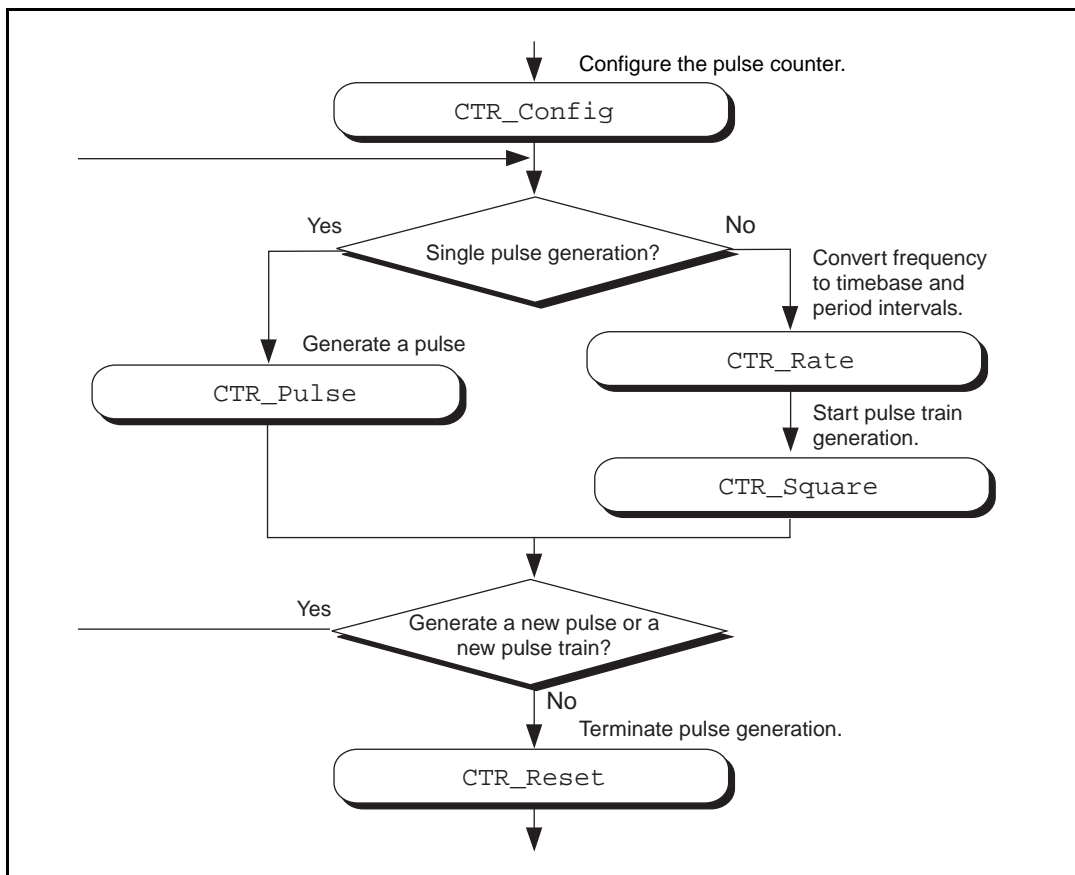 Configure the pulse counter.
CTR_Config
Yes
No
Single pulse generation?
Convert frequency
to timebase and
period intervals.
Generate a pulse
CTR_Rate
CTR_Pulse
Start pulse train
generation.
CTR_Square
Yes
Generate a new pulse or a
new pulse train?
No
Terminate pulse generation.
CTR_Reset